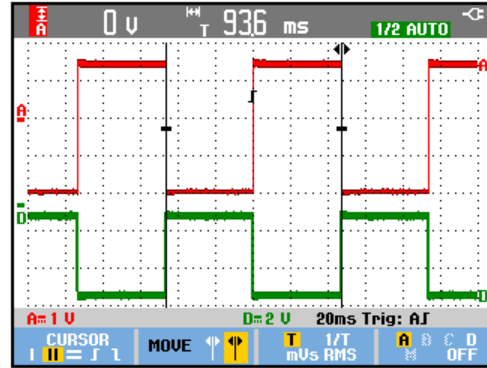 A 0 V T 93.6 ms 1/2 AUTO
A
A
D
D
A 1 V D 2 V 20ms Trig: A
CURSOR MOVE T 1/T A B C D
mVs RMS M OFF